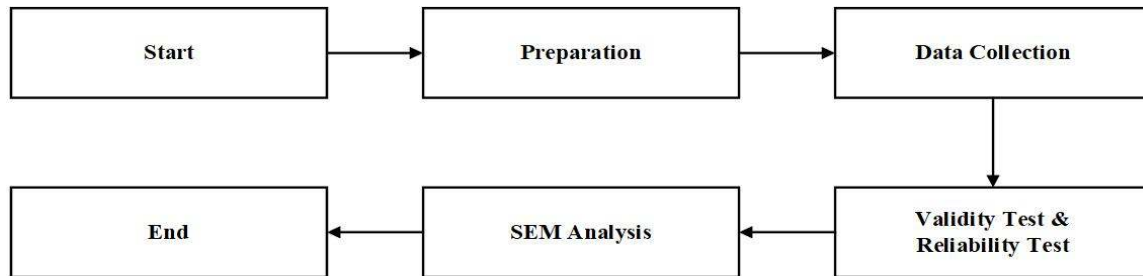 Start
Preparation
Data Collection
Validity Test &
Reliability Test
SEM Analysis
End